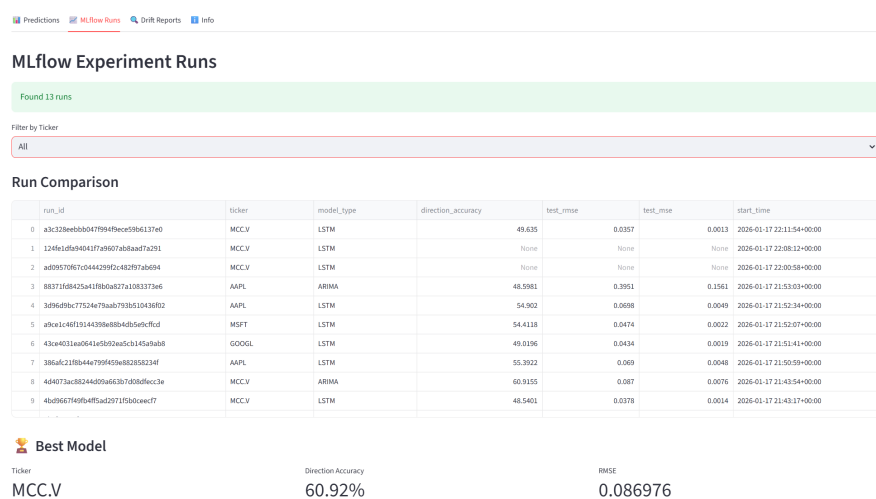 Predictions MLflow Runs Drift Reports Info
MLflow Experiment Runs
Found 13 runs
Filter by Ticker
All
Run Comparison
run_id ticker model_type direction_accuracy test_rmse test_mse start_time
0 a3c328eebbb047f994f9ece59b6137e0 MCC.V LSTM 49.635 0.0357 0.0013 2026-01-17 22:11:54+00:00
1 124fe1dfa94041f7a9607ab8aad7a291 MCC.V LSTM None None None 2026-01-17 22:08:12+00:00
2 ad09570f67c0444299f2c482f97ab694 MCC.V LSTM None None None 2026-01-17 22:00:58+00:00
3 88371fd8425a41f8b0a827a1083373e6 AAPL ARIMA 48.5981 0.3951 0.1561 2026-01-17 21:53:03+00:00
4 3d96d9bc77524e79aab793b510436f02 AAPL LSTM 54.902 0.0698 0.0049 2026-01-17 21:52:34+00:00
5 a9ce1c46f19144398e88b4db5e9cffcd MSFT LSTM 54.4118 0.0474 0.0022 2026-01-17 21:52:07+00:00
6 43ce4031ea0641e5b92ea5cb145a9ab8 GOOGL LSTM 49.0196 0.0434 0.0019 2026-01-17 21:51:41+00:00
7 386afc21f8b44e799f459e882858234f AAPL LSTM 55.3922 0.069 0.0048 2026-01-17 21:50:59+00:00
8 4d4073ac88244d09a663b7d08dfecc3e MCC.V ARIMA 60.9155 0.087 0.0076 2026-01-17 21:43:54+00:00
9 4bd9667f49fb4ff5ad2971f5b0ceecf7 MCC.V LSTM 48.5401 0.0378 0.0014 2026-01-17 21:43:17+00:00
Best Model
Ticker Direction Accuracy RMSE
MCC.V 60.92% 0.086976